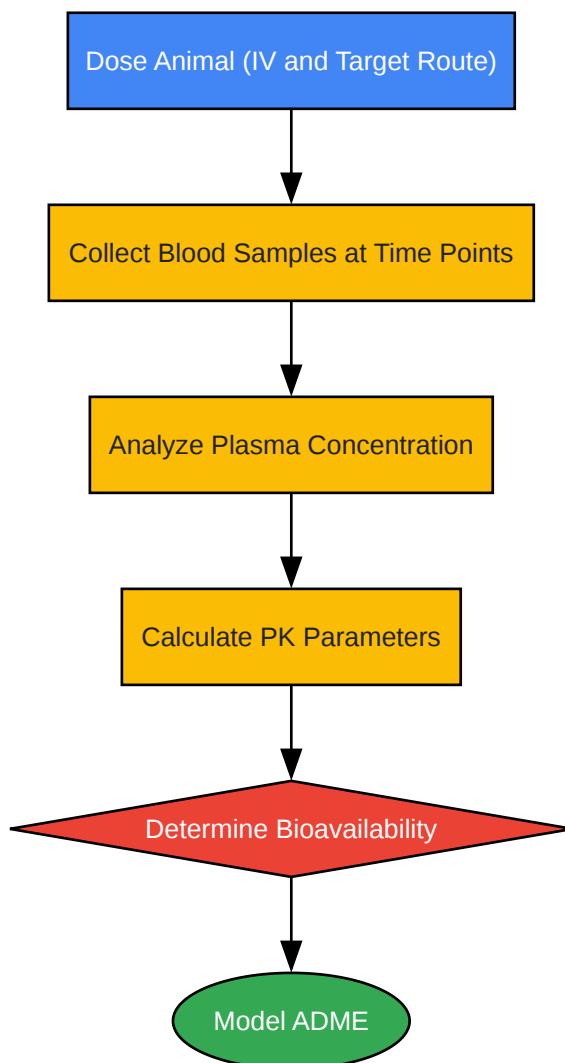 Dose Animal (IV and Target Route)
Collect Blood Samples at Time Points
Analyze Plasma Concentration
Calculate PK Parameters
Determine Bioavailability
Model ADME